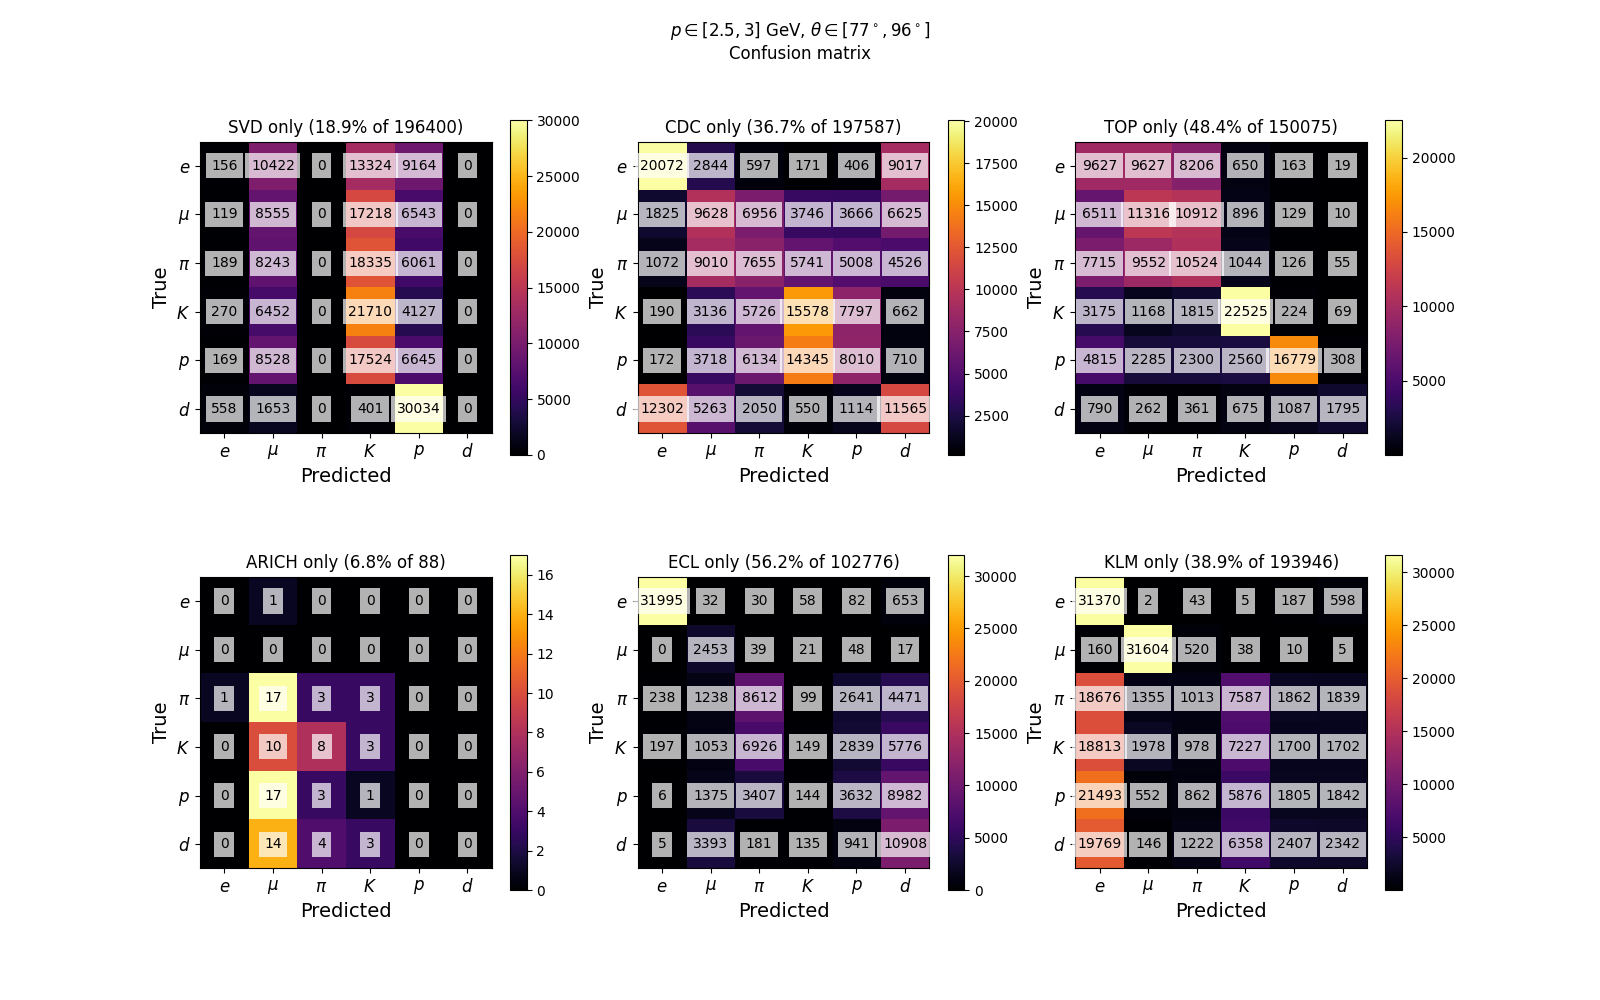 p ∈ [2.5, 3] GeV, θ ∈ [77°, 96°]
Confusion matrix
SVD only (18.9% of 196400)
True
e 156 10422 0 13324 9164 0
μ 119 8555 0 17218 6543 0
π 189 8243 0 18335 6061 0
K 270 6452 0 21710 4127 0
p 169 8528 0 17524 6645 0
d 558 1653 0 401 30034 0
e μ π K p d
Predicted
30000
25000
20000
15000
10000
5000
0
CDC only (36.7% of 197587)
True
e 20072 2844 597 171 406 9017
μ 1825 9628 6956 3746 3666 6625
π 1072 9010 7655 5741 5008 4526
K 190 3136 5726 15578 7797 662
p 172 3718 6134 14345 8010 710
d 12302 5263 2050 550 1114 11565
e μ π K p d
Predicted
20000
17500
15000
12500
10000
7500
5000
2500
TOP only (48.4% of 150075)
True
e 9627 9627 8206 650 163 19
μ 6511 11316 10912 896 129 10
π 7715 9552 10524 1044 126 55
K 3175 1168 1815 22525 224 69
p 4815 2285 2300 2560 16779 308
d 790 262 361 675 1087 1795
e μ π K p d
Predicted
20000
15000
10000
5000
ARICH only (6.8% of 88)
True
e 0 1 0 0 0 0
μ 0 0 0 0 0 0
π 1 17 3 3 0 0
K 0 10 8 3 0 0
p 0 17 3 1 0 0
d 0 14 4 3 0 0
e μ π K p d
Predicted
16
14
12
10
8
6
4
2
0
ECL only (56.2% of 102776)
True
e 31995 32 30 58 82 653
μ 0 2453 39 21 48 17
π 238 1238 8612 99 2641 4471
K 197 1053 6926 149 2839 5776
p 6 1375 3407 144 3632 8982
d 5 3393 181 135 941 10908
e μ π K p d
Predicted
30000
25000
20000
15000
10000
5000
0
KLM only (38.9% of 193946)
True
e 31370 2 43 5 187 598
μ 160 31604 520 38 10 5
π 18676 1355 1013 7587 1862 1839
K 18813 1978 978 7227 1700 1702
p 21493 552 862 5876 1805 1842
d 19769 146 1222 6358 2407 2342
e μ π K p d
Predicted
30000
25000
20000
15000
10000
5000